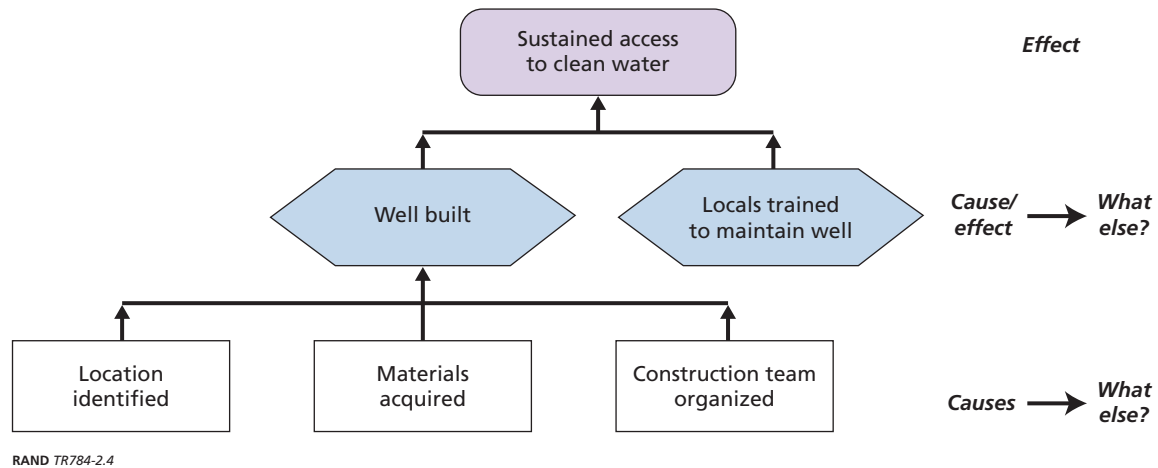 Sustained access
to clean water
Effect
Well built
Locals trained
to maintain well
Cause/
effect
What
else?
Location
identified
Materials
acquired
Construction team
organized
Causes
What
else?
RAND TR784-2.4